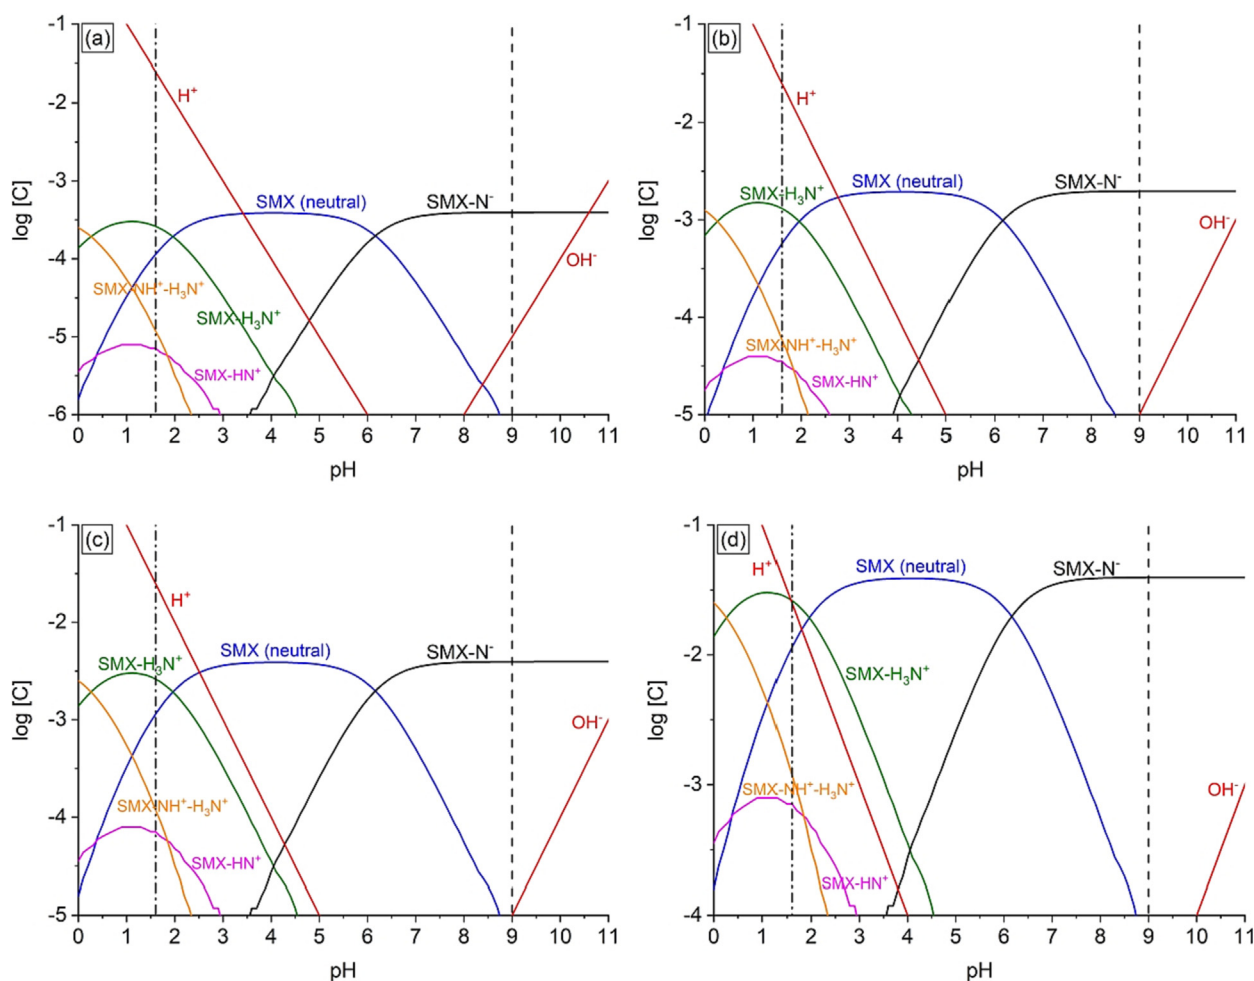 (a)
-1
-2
-3
-4
-5
-6
log [C]
H⁺
SMX (neutral)
SMX-N⁻
OH⁻
SMX-NH⁺-H₃N⁺
SMX-H₃N⁺
SMX-HN⁺
0 1 2 3 4 5 6 7 8 9 10 11
pH
(b)
-1
-2
-3
-4
-5
log [C]
H⁺
SMX-H₃N⁺
SMX (neutral)
SMX-N⁻
OH⁻
SMX-NH⁺-H₃N⁺
SMX-HN⁺
0 1 2 3 4 5 6 7 8 9 10 11
pH
(c)
-1
-2
-3
-4
-5
log [C]
H⁺
SMX-H₃N⁺
SMX (neutral)
SMX-N⁻
OH⁻
SMX-NH⁺-H₃N⁺
SMX-HN⁺
0 1 2 3 4 5 6 7 8 9 10 11
pH
(d)
-1
-2
-3
-4
log [C]
H⁺
SMX (neutral)
SMX-N⁻
SMX-H₃N⁺
SMX-NH⁺-H₃N⁺
OH⁻
SMX-HN⁺
0 1 2 3 4 5 6 7 8 9 10 11
pH